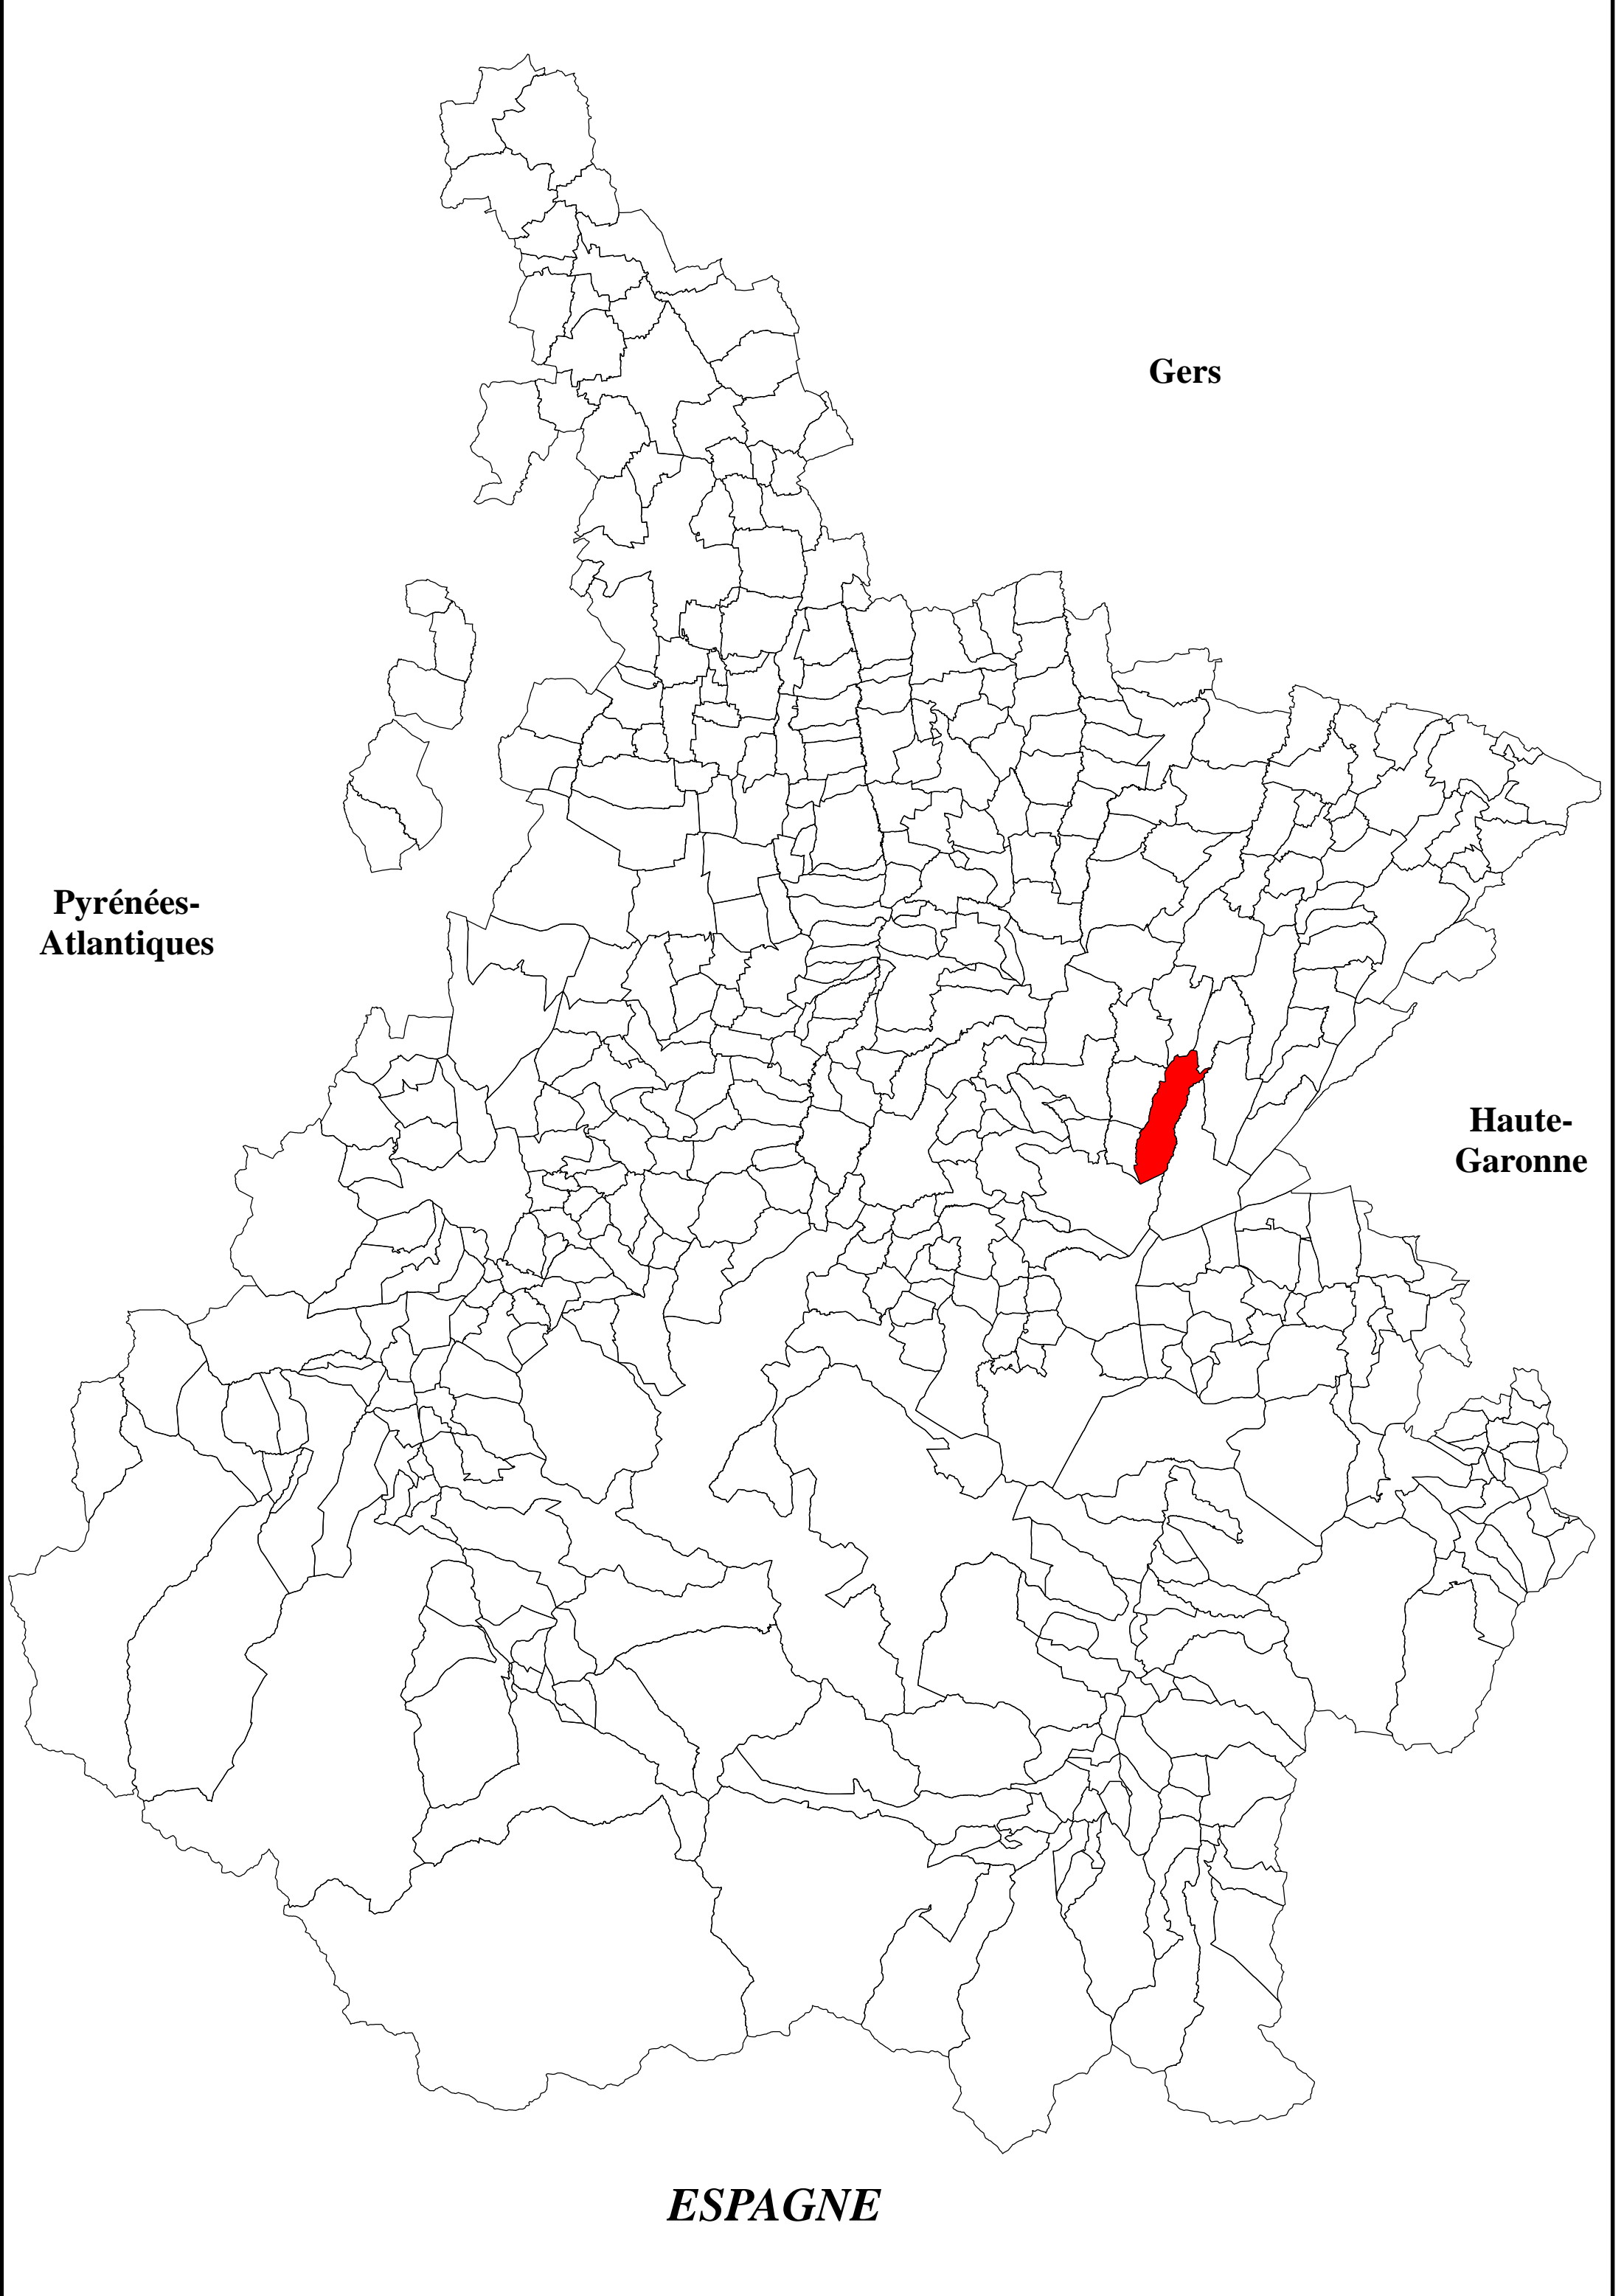 Gers
Pyrénées-
Atlantiques
Haute-
Garonne
ESPAGNE